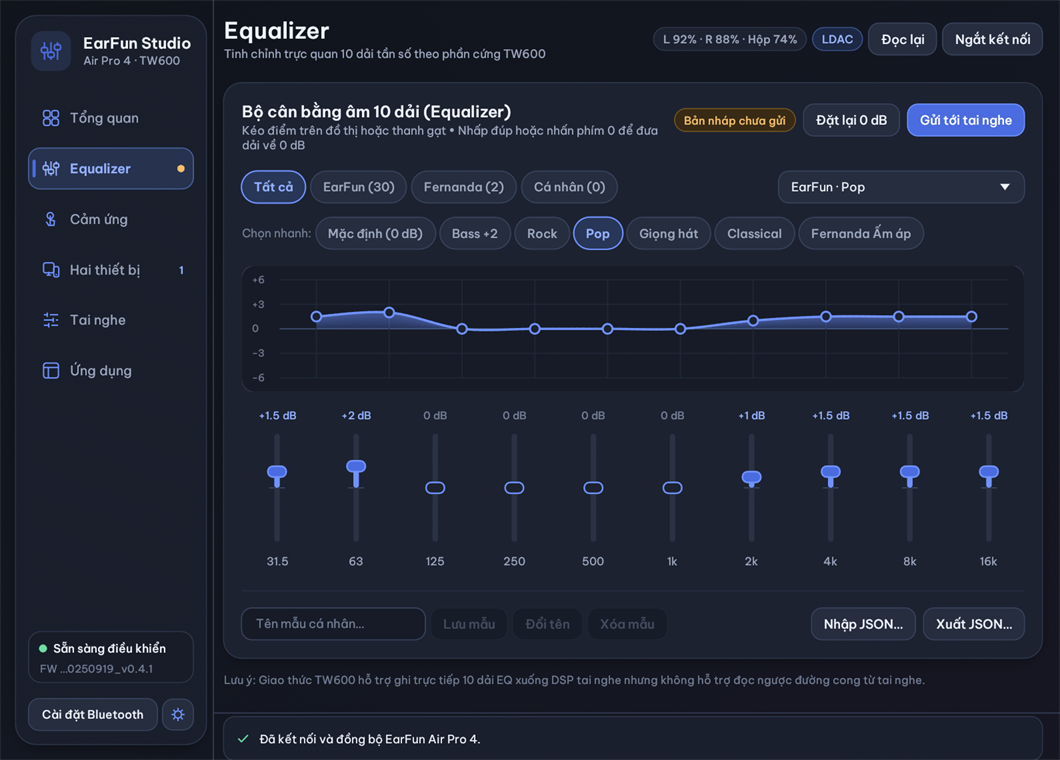 EarFun Studio
Air Pro 4 · TW600
Tổng quan
Equalizer
Cảm ứng
Hai thiết bị 1
Tai nghe
Ứng dụng
Sẵn sàng điều khiển
FW ...0250919_v0.4.1
Cài đặt Bluetooth
Equalizer
Tinh chỉnh trực quan 10 dải tần số theo phần cứng TW600
L 92% · R 88% · Hộp 74%
LDAC
Đọc lại
Ngắt kết nối
Bộ cân bằng âm 10 dải (Equalizer)
Kéo điểm trên đồ thị hoặc thanh gạt • Nhấp đúp hoặc nhấn phím 0 để đưa
dải về 0 dB
Bản nháp chưa gửi
Đặt lại 0 dB
Gửi tới tai nghe
Tất cả
EarFun (30)
Fernanda (2)
Cá nhân (0)
EarFun · Pop
Chọn nhanh:
Mặc định (0 dB)
Bass +2
Rock
Pop
Giọng hát
Classical
Fernanda Ấm áp
+6
+3
0
-3
-6
+1.5 dB +2 dB 0 dB 0 dB 0 dB 0 dB +1 dB +1.5 dB +1.5 dB +1.5 dB
31.5 63 125 250 500 1k 2k 4k 8k 16k
Tên mẫu cá nhân...
Lưu mẫu
Đổi tên
Xóa mẫu
Nhập JSON...
Xuất JSON...
Lưu ý: Giao thức TW600 hỗ trợ ghi trực tiếp 10 dải EQ xuống DSP tai nghe nhưng không hỗ trợ đọc ngược đường cong từ tai nghe.
Đã kết nối và đồng bộ EarFun Air Pro 4.